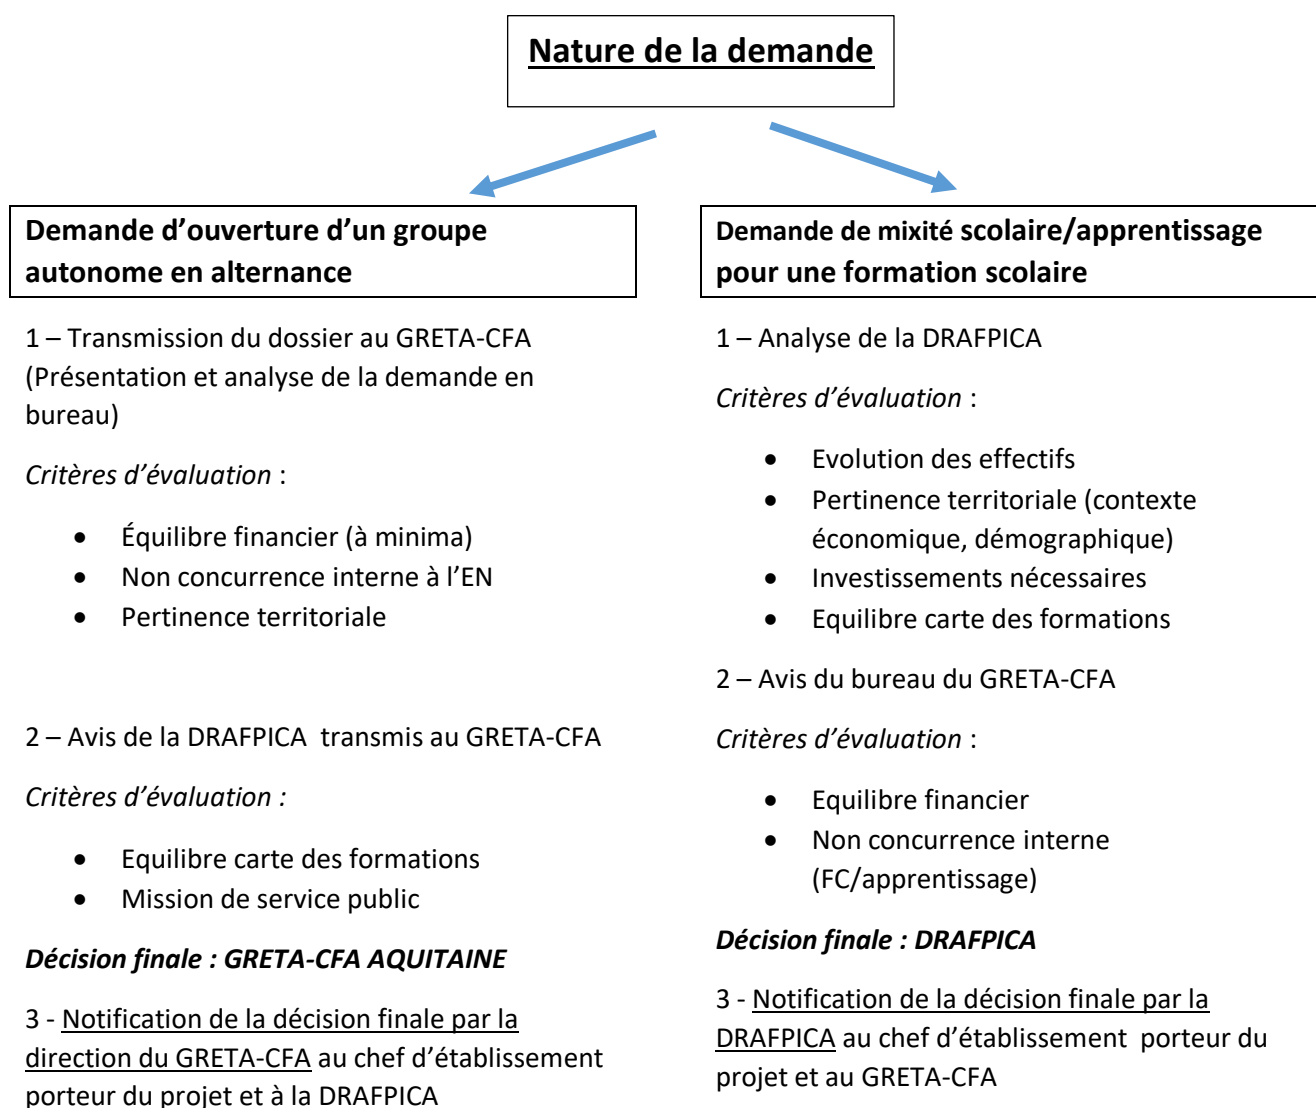 Nature de la demande
Demande d’ouverture d’un groupe
autonome en alternance
1 – Transmission du dossier au GRETA-CFA
(Présentation et analyse de la demande en
bureau)
Critères d’évaluation :
• Équilibre financier (à minima)
• Non concurrence interne à l’EN
• Pertinence territoriale
2 – Avis de la DRAFPICA transmis au GRETA-CFA
Critères d’évaluation :
• Equilibre carte des formations
• Mission de service public
Décision finale : GRETA-CFA AQUITAINE
3 - Notification de la décision finale par la
direction du GRETA-CFA au chef d’établissement
porteur du projet et à la DRAFPICA
Demande de mixité scolaire/apprentissage
pour une formation scolaire
1 – Analyse de la DRAFPICA
Critères d’évaluation :
• Evolution des effectifs
• Pertinence territoriale (contexte
économique, démographique)
• Investissements nécessaires
• Equilibre carte des formations
2 – Avis du bureau du GRETA-CFA
Critères d’évaluation :
• Equilibre financier
• Non concurrence interne
(FC/apprentissage)
Décision finale : DRAFPICA
3 - Notification de la décision finale par la
DRAFPICA au chef d’établissement porteur du
projet et au GRETA-CFA